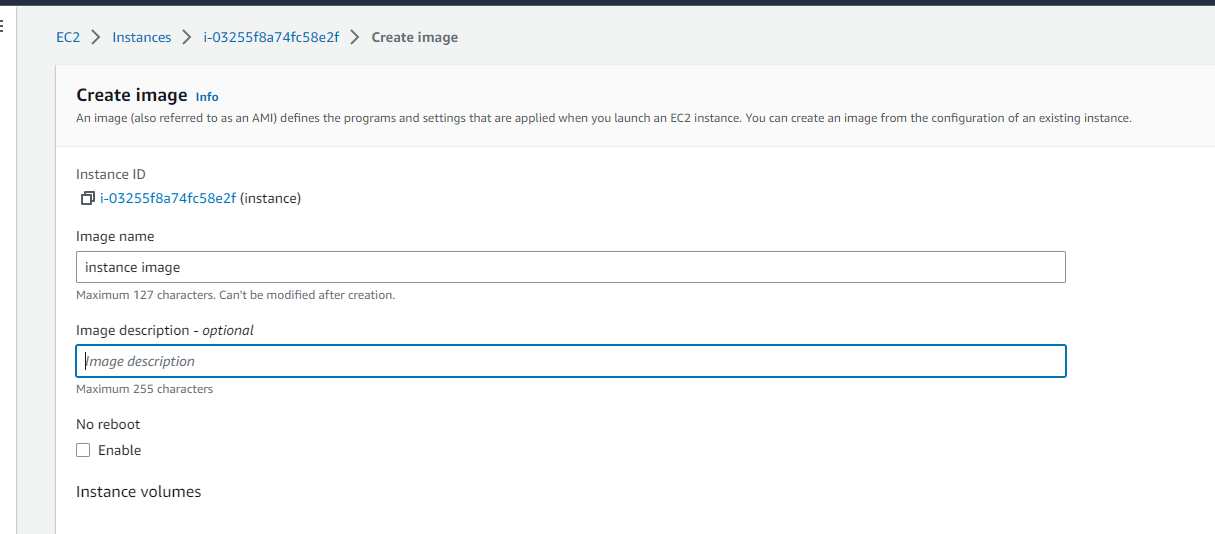 EC2 > Instances > i-03255f8a74fc58e2f > Create image
Create image Info
An image (also referred to as an AMI) defines the programs and settings that are applied when you launch an EC2 instance. You can create an image from the configuration of an existing instance.
Instance ID
i-03255f8a74fc58e2f (instance)
Image name
instance image
Maximum 127 characters. Can't be modified after creation.
Image description - optional
Image description
Maximum 255 characters
No reboot
Enable
Instance volumes